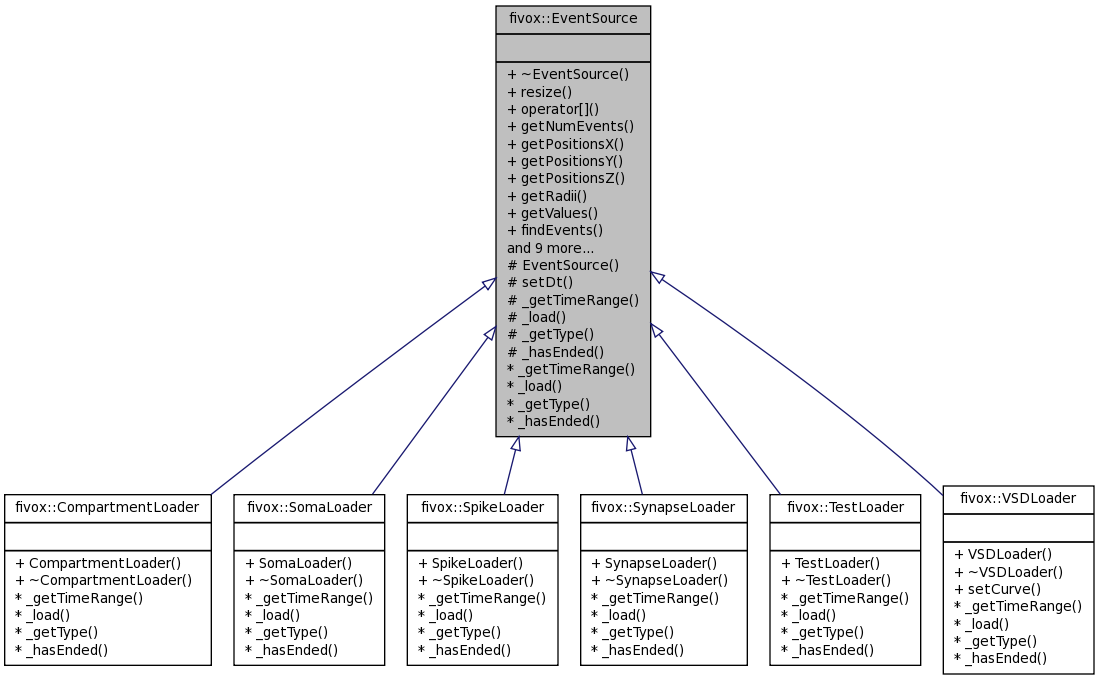 fivox::EventSource
+ ~EventSource()
+ resize()
+ operator[]()
+ getNumEvents()
+ getPositionsX()
+ getPositionsY()
+ getPositionsZ()
+ getRadii()
+ getValues()
+ findEvents()
and 9 more...
# EventSource()
# setDt()
# _getTimeRange()
# _load()
# _getType()
# _hasEnded()
* _getTimeRange()
* _load()
* _getType()
* _hasEnded()
fivox::CompartmentLoader
+ CompartmentLoader()
+ ~CompartmentLoader()
* _getTimeRange()
* _load()
* _getType()
* _hasEnded()
fivox::SomaLoader
+ SomaLoader()
+ ~SomaLoader()
* _getTimeRange()
* _load()
* _getType()
* _hasEnded()
fivox::SpikeLoader
+ SpikeLoader()
+ ~SpikeLoader()
* _getTimeRange()
* _load()
* _getType()
* _hasEnded()
fivox::SynapseLoader
+ SynapseLoader()
+ ~SynapseLoader()
* _getTimeRange()
* _load()
* _getType()
* _hasEnded()
fivox::TestLoader
+ TestLoader()
+ ~TestLoader()
* _getTimeRange()
* _load()
* _getType()
* _hasEnded()
fivox::VSDLoader
+ VSDLoader()
+ ~VSDLoader()
+ setCurve()
* _getTimeRange()
* _load()
* _getType()
* _hasEnded()